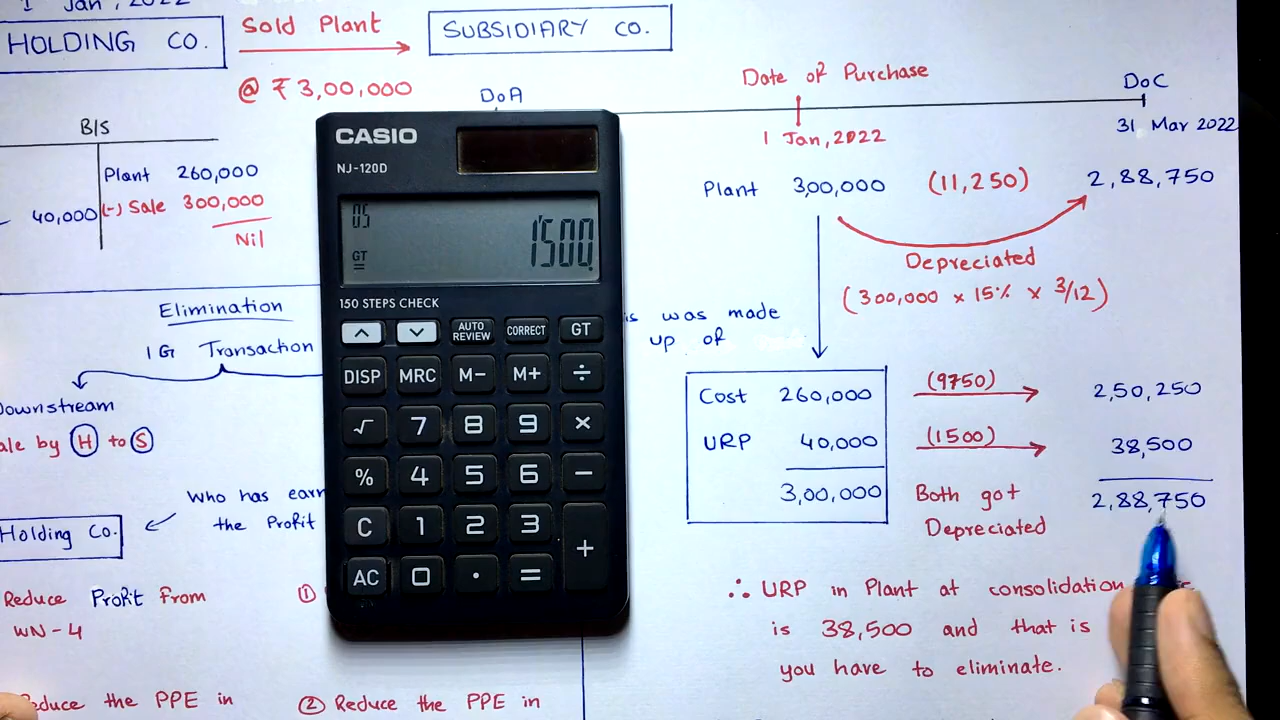 1 Jan, 2022
HOLDING CO.
Sold Plant
@ ₹3,00,000
SUBSIDIARY CO.
B/S
Plant 260,000
40,000 (-) Sale 300,000
Nil
DoA
Date of Purchase
1 Jan, 2022
DoC
31 Mar 2022
Plant 3,00,000 (11,250) 2,88,750
Depreciated
(300,000 x 15% x 3/12)
is was made
up of
Cost 260,000 (9750) 2,50,250
URP 40,000 (1500) 38,500
3,00,000 Both got Depreciated 2,88,750
∴ URP in Plant at consolidation
is 38,500 and that is
you have to eliminate.
Elimination
IG Transaction
Downstream
ale by H to S
Who has earn
the Profit
Holding Co.
Reduce Profit from
WN-4
①
educe the PPE in
② Reduce the PPE in
CASIO
NJ-120D
05
GT
=
1'500.
150 STEPS CHECK
AUTO REVIEW CORRECT GT
DISP MRC M- M+ ÷
√ 7 8 9 ×
% 4 5 6 −
C 1 2 3 +
AC 0 . =